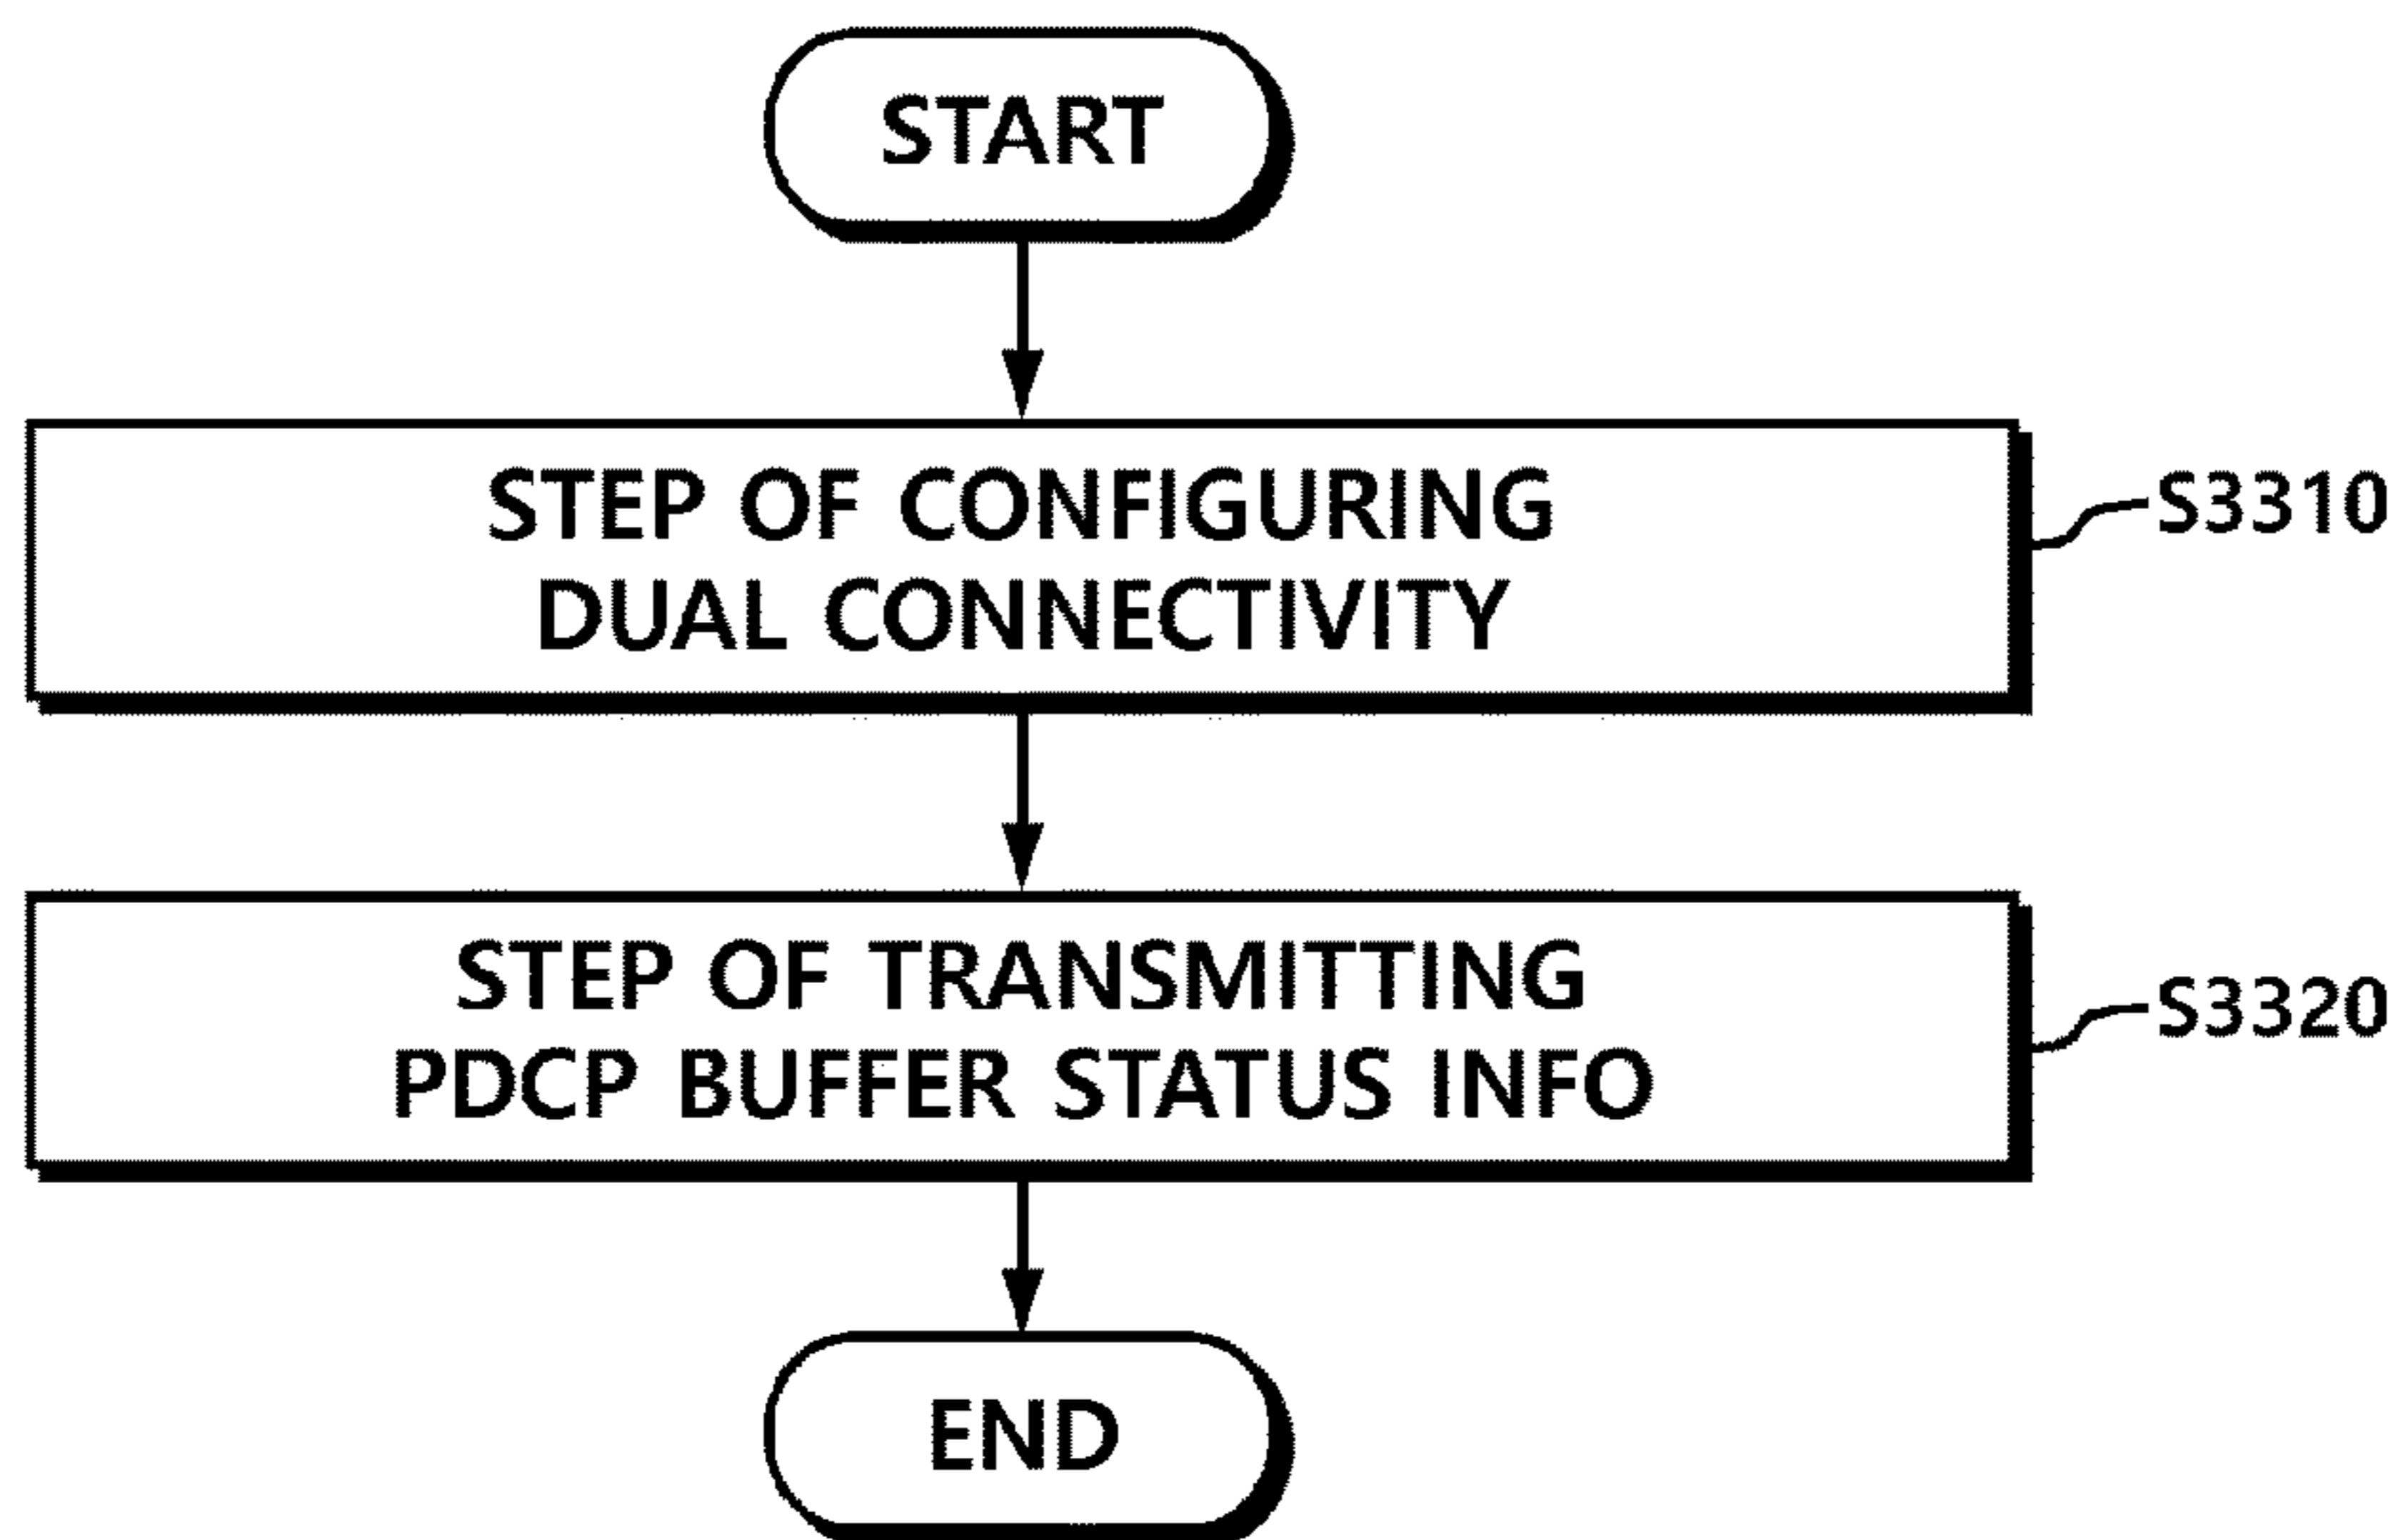 START
STEP OF CONFIGURING
DUAL CONNECTIVITY
S3310
STEP OF TRANSMITTING
PDCP BUFFER STATUS INFO
S3320
END